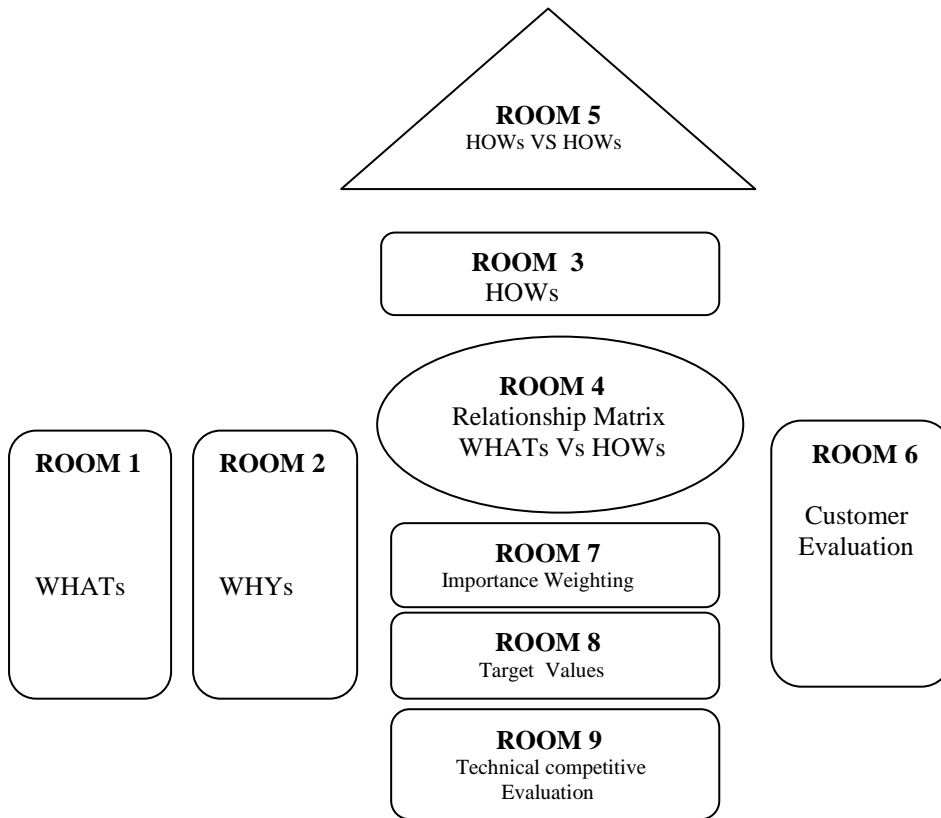 ROOM 5
HOWs VS HOWs
ROOM 3
HOWs
ROOM 4
Relationship Matrix
WHATs Vs HOWs
ROOM 1
WHATs
ROOM 2
WHYs
ROOM 6
Customer
Evaluation
ROOM 7
Importance Weighting
ROOM 8
Target Values
ROOM 9
Technical competitive
Evaluation